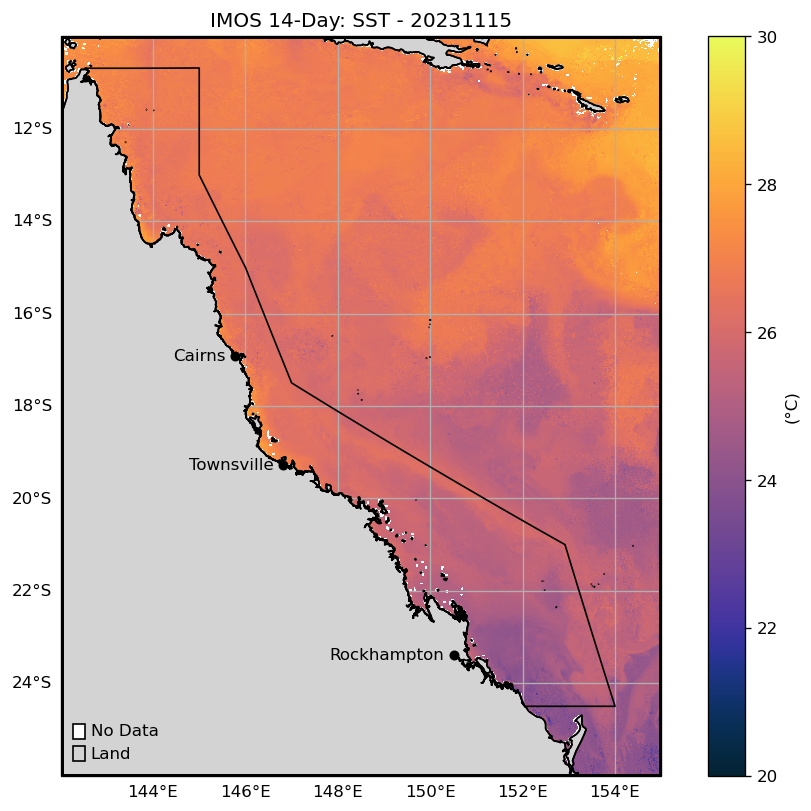 IMOS 14-Day: SST - 20231115
30
12°S
28
14°S
16°S
26
Cairns
(°C)
18°S
Townsville
24
20°S
22°S
22
Rockhampton
24°S
No Data
Land
20
144°E 146°E 148°E 150°E 152°E 154°E